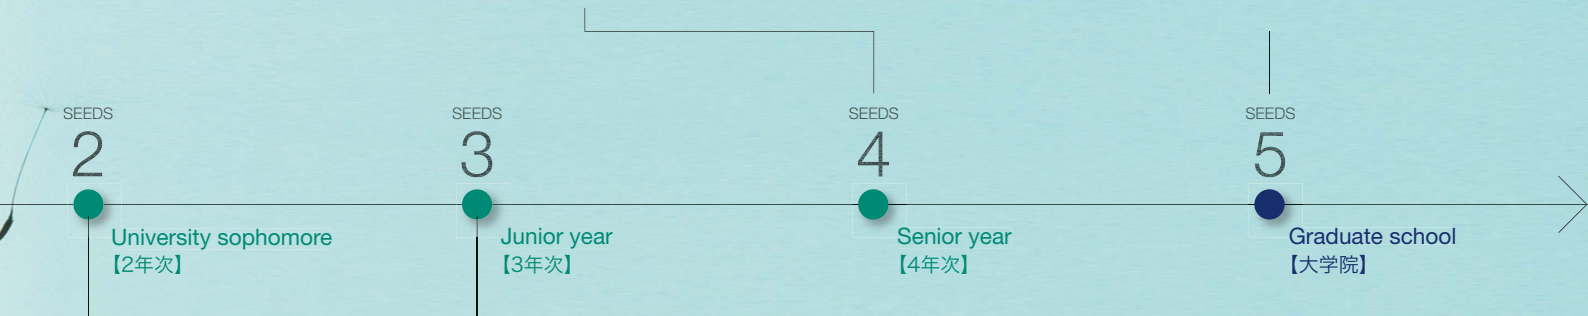 SEEDS
2
University sophomore
【2年次】
SEEDS
3
Junior year
【3年次】
SEEDS
4
Senior year
【4年次】
SEEDS
5
Graduate school
【大学院】